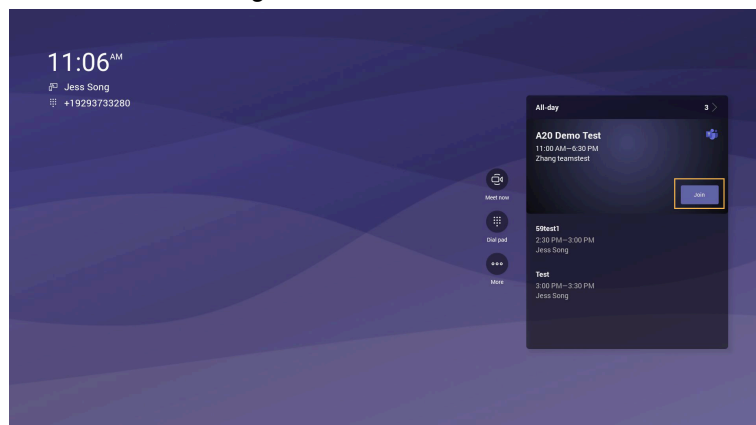 11:06AM
Jess Song
+19293733280
Meet now
Dial pad
More
All-day 3
A20 Demo Test
11:00 AM—6:30 PM
Zhang teamstest
Join
59test1
2:30 PM—3:00 PM
Jess Song
Test
3:00 PM—3:30 PM
Jess Song